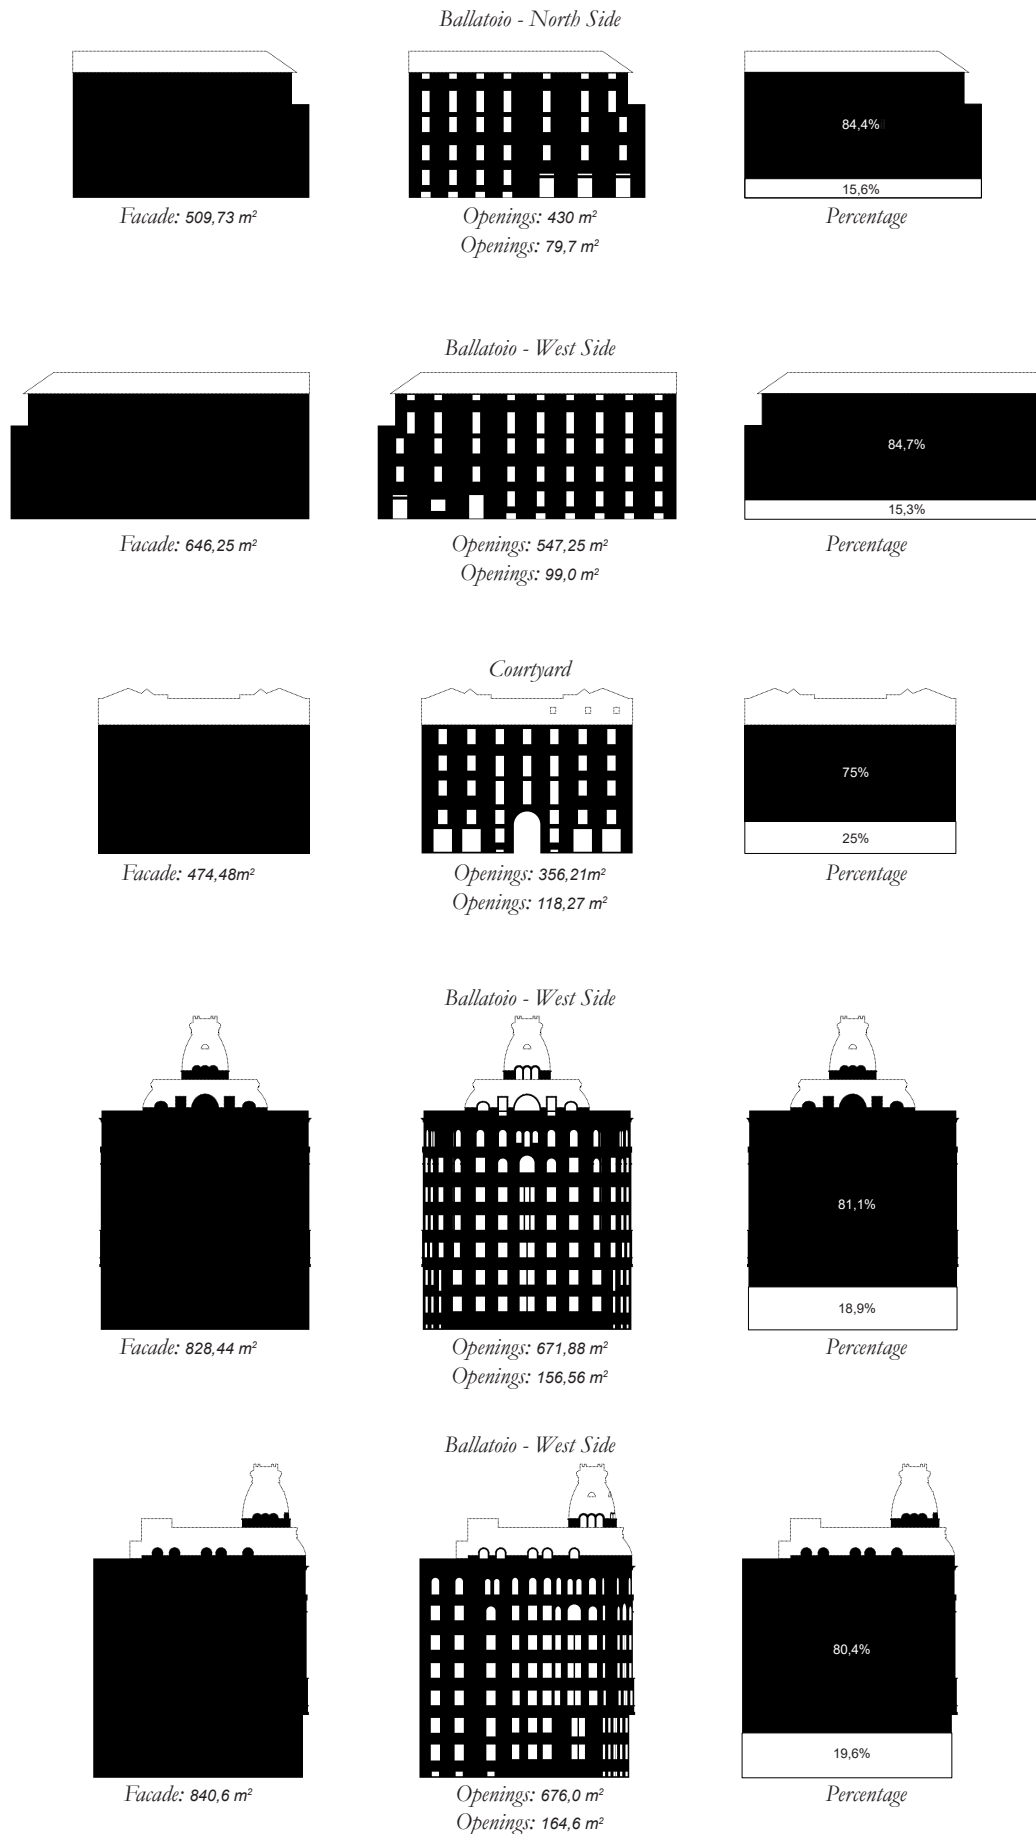 Ballatoio - North Side
84,4%
15,6%
Facade: 509,73 m²
Openings: 430 m²
Percentage
Openings: 79,7 m²
Ballatoio - West Side
84,7%
15,3%
Facade: 646,25 m²
Openings: 547,25 m²
Percentage
Openings: 99,0 m²
Courtyard
75%
25%
Facade: 474,48m²
Openings: 356,21m²
Percentage
Openings: 118,27 m²
Ballatoio - West Side
81,1%
18,9%
Facade: 828,44 m²
Openings: 671,88 m²
Percentage
Openings: 156,56 m²
Ballatoio - West Side
80,4%
19,6%
Facade: 840,6 m²
Openings: 676,0 m²
Percentage
Openings: 164,6 m²